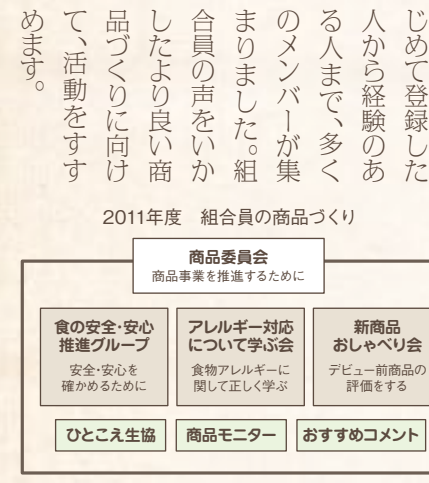 じめて登録した
人から経験のあ
る人まで、多く
のメンバーが集
まりました。組
合員の声をいか
したより良い商
品づくりに向け
て、活動をすす
めます。
2011年度 組合員の商品づくり
商品委員会
商品事業を推進するために
食の安全・安心
推進グループ
安全・安心を
確かめるために
アレルギー対応
について学ぶ会
食物アレルギーに
関して正しく学ぶ
新商品
おしゃべり会
デビュー前商品の
評価をする
ひとこえ生協
商品モニター
おすすめコメント